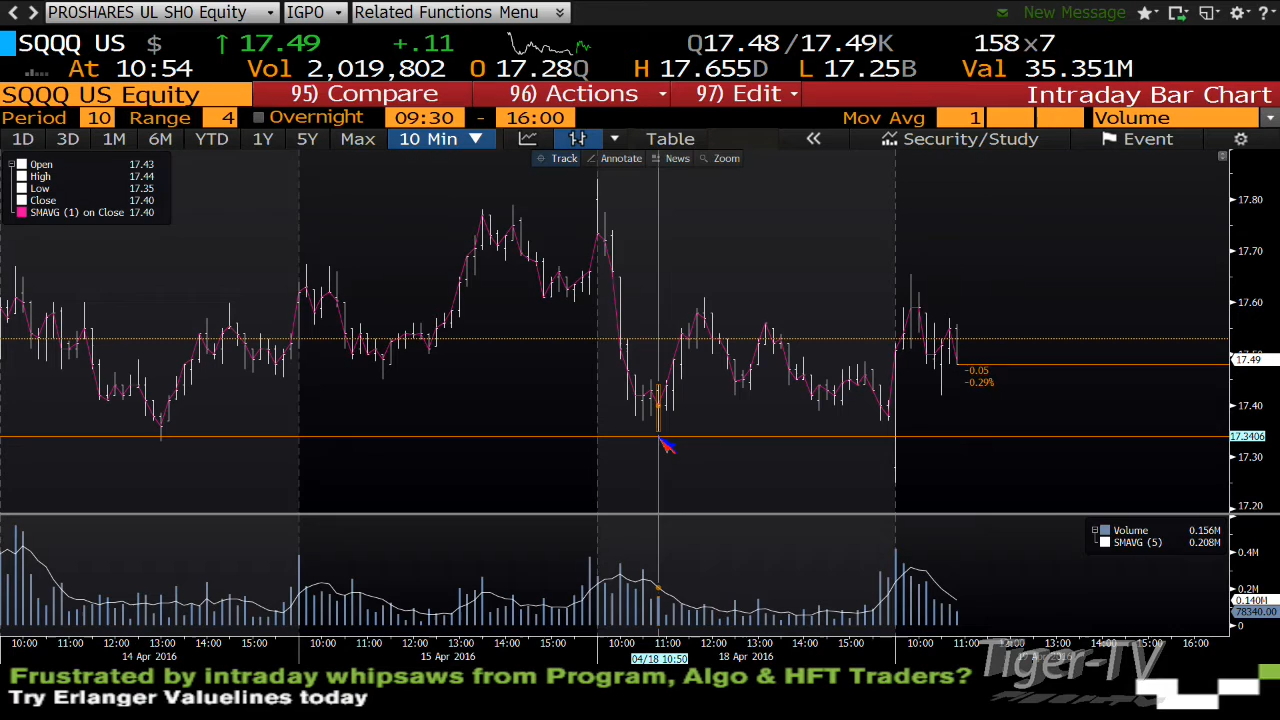 PROSHARES UL SHO Equity IGPO Related Functions Menu New Message
SQQQ US $ 17.49 +.11 Q17.48/17.49K 158x7
At 10:54 Vol 2,019,802 O 17.28Q H 17.655D L 17.25B Val 35.351M
SQQQ US Equity 95) Compare 96) Actions 97) Edit Intraday Bar Chart
Period 10 Range 4 Overnight 09:30 - 16:00 Mov Avg 1 Volume
1D 3D 1M 6M YTD 1Y 5Y Max 10 Min Table Security/Study Event
Track Annotate News Zoom
Open 17.43
High 17.44
Low 17.35
Close 17.40
SMAVG (1) on Close 17.40
17.80
17.70
17.60
17.49
-0.05
-0.29%
17.40
17.3406
17.30
17.20
Volume 0.156M
SMAVG (5) 0.208M
0.4M
0.2M
0.140M
78340.00
0
10:00 11:00 12:00 13:00 14:00 15:00 10:00 11:00 12:00 13:00 14:00 15:00 10:00 11:00 12:00 13:00 14:00 15:00 10:00 11:00 12:00 13:00 14:00 15:00 16:00
14 Apr 2016 15 Apr 2016 04/18 10:50 18 Apr 2016 19 Apr 2016
Tiger-TV
Frustrated by intraday whipsaws from Program, Algo & HFT Traders?
Try Erlanger Valuelines today